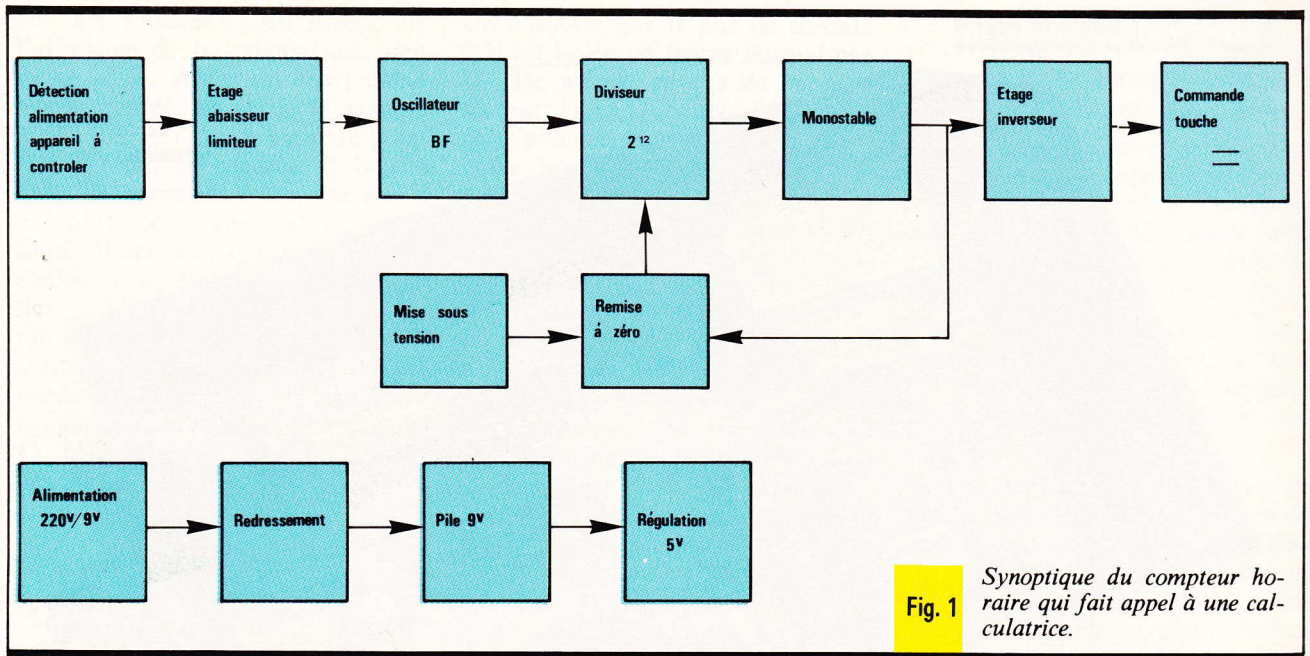 Détection
alimentation
appareil á
controler
Etage
abaisseur
limiteur
Oscillateur
BF
Diviseur
2¹²
Monostable
Etage
inverseur
Commande
touche
=
Mise sous
tension
Remise
á zéro
Alimentation
220V/9V
Redressement
Pile 9V
Régulation
5V
Fig. 1
Synoptique du compteur ho-
raire qui fait appel à une cal-
culatrice.